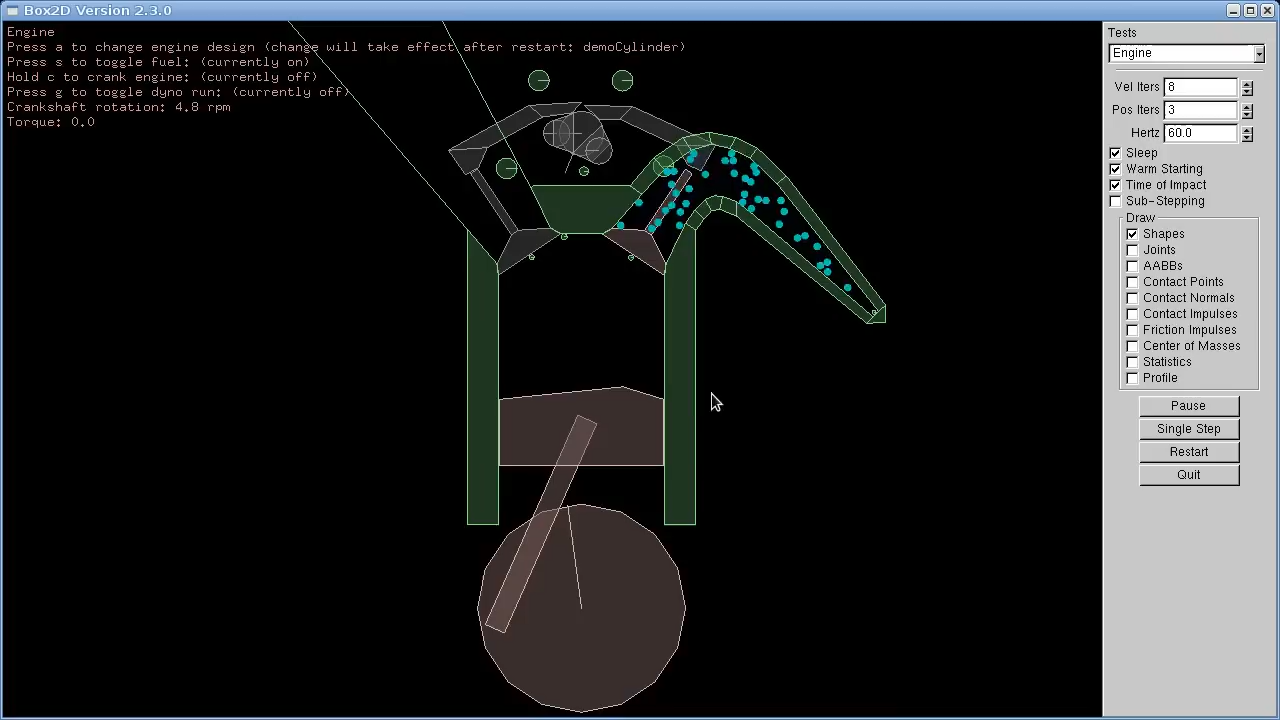 Box2D Version 2.3.0
Engine
Press a to change engine design (change will take effect after restart: demoCylinder)
Press s to toggle fuel: (currently on)
Hold c to crank engine: (currently off)
Press g to toggle dyno run: (currently off)
Crankshaft rotation: 4.8 rpm
Torque: 0.0
Tests
Engine
Vel Iters 8
Pos Iters 3
Hertz 60.0
Sleep
Warm Starting
Time of Impact
Sub-Stepping
Draw
Shapes
Joints
AABBs
Contact Points
Contact Normals
Contact Impulses
Friction Impulses
Center of Masses
Statistics
Profile
Pause
Single Step
Restart
Quit